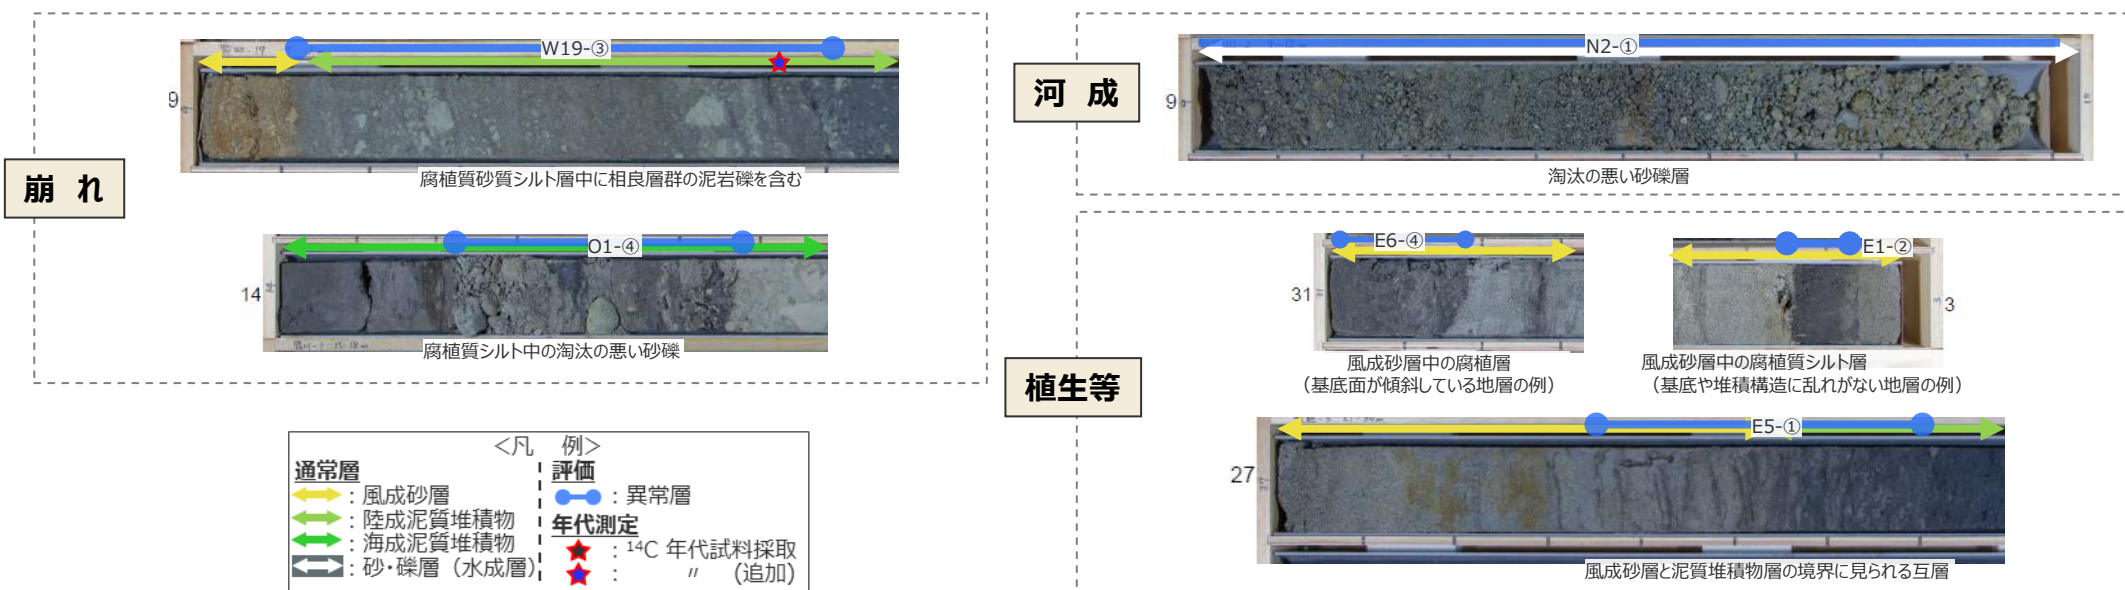 崩 れ
W19-③
9
腐植質砂質シルト層中に相良層群の泥岩礫を含む
O1-④
14
腐植質シルト中の淘汰の悪い砂礫
<凡 例>
通常層
:風成砂層
:陸成泥質堆積物
:海成泥質堆積物
:砂・礫層(水成層)
評価
:異常層
年代測定
:¹⁴C 年代試料採取
: 〃 (追加)
河 成
N2-①
9
淘汰の悪い砂礫層
植生等
E6-④
31
風成砂層中の腐植層
(基底面が傾斜している地層の例)
E1-②
3
風成砂層中の腐植質シルト層
(基底や堆積構造に乱れがない地層の例)
E5-①
27
風成砂層と泥質堆積物層の境界に見られる互層